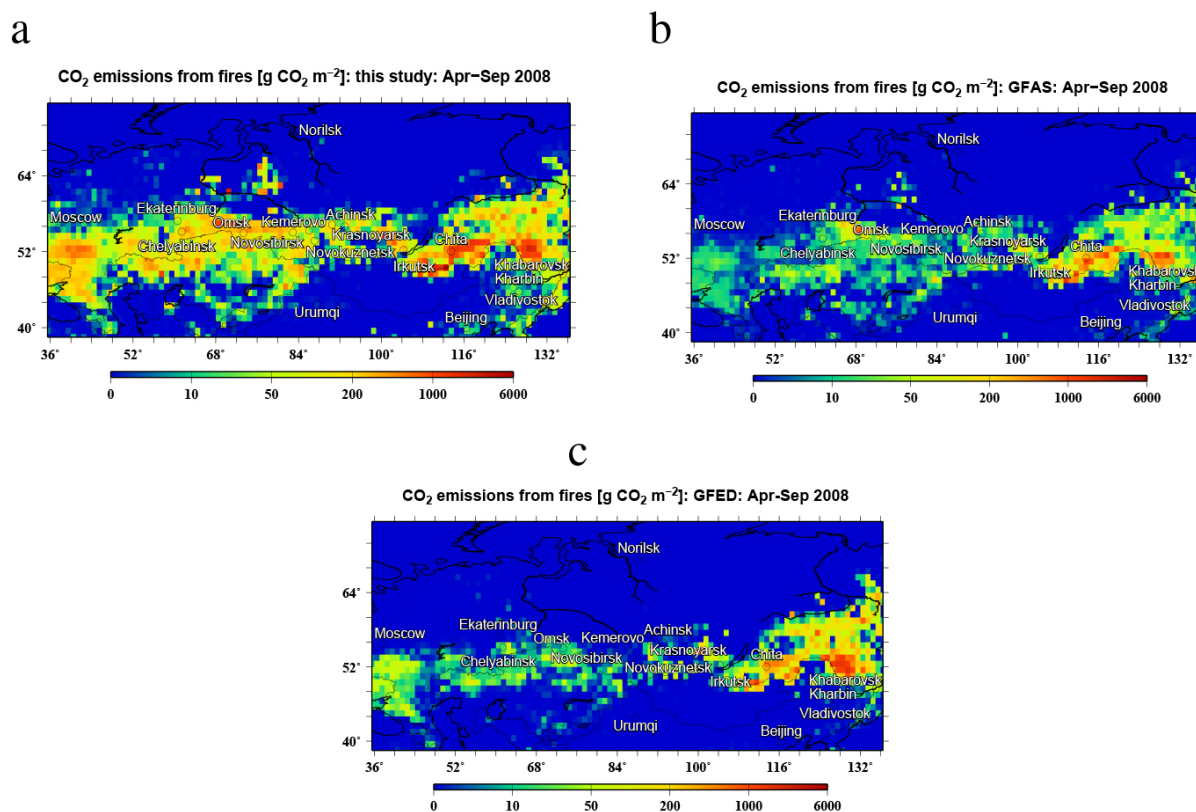 a
CO₂ emissions from fires [g CO₂ m⁻²]: this study: Apr−Sep 2008
Norilsk
64°
Moscow
Ekaterinburg
Omsk
Kemerovo
Achinsk
Krasnoyarsk
Chelyabinsk
Novosibirsk
Novokuznetsk
Chita
52°
Irkutsk
Khabarovsk
Kharbin
Vladivostok
Urumqi
Beijing
40°
36° 52° 68° 84° 100° 116° 132°
0 10 50 200 1000 6000
b
CO₂ emissions from fires [g CO₂ m⁻²]: GFAS: Apr−Sep 2008
Norilsk
64°
Moscow
Ekaterinburg
Omsk
Kemerovo
Achinsk
Krasnoyarsk
Chelyabinsk
Novosibirsk
Novokuznetsk
Chita
52°
Irkutsk
Khabarovsk
Kharbin
Vladivostok
Urumqi
Beijing
40°
36° 52° 68° 84° 100° 116° 132°
0 10 50 200 1000 6000
c
CO₂ emissions from fires [g CO₂ m⁻²]: GFED: Apr-Sep 2008
Norilsk
64°
Moscow
Ekaterinburg
Omsk
Kemerovo
Achinsk
Krasnoyarsk
Chelyabinsk
Novosibirsk
Novokuznetsk
Chita
52°
Irkutsk
Khabarovsk
Kharbin
Vladivostok
Urumqi
Beijing
40°
36° 52° 68° 84° 100° 116° 132°
0 10 50 200 1000 6000